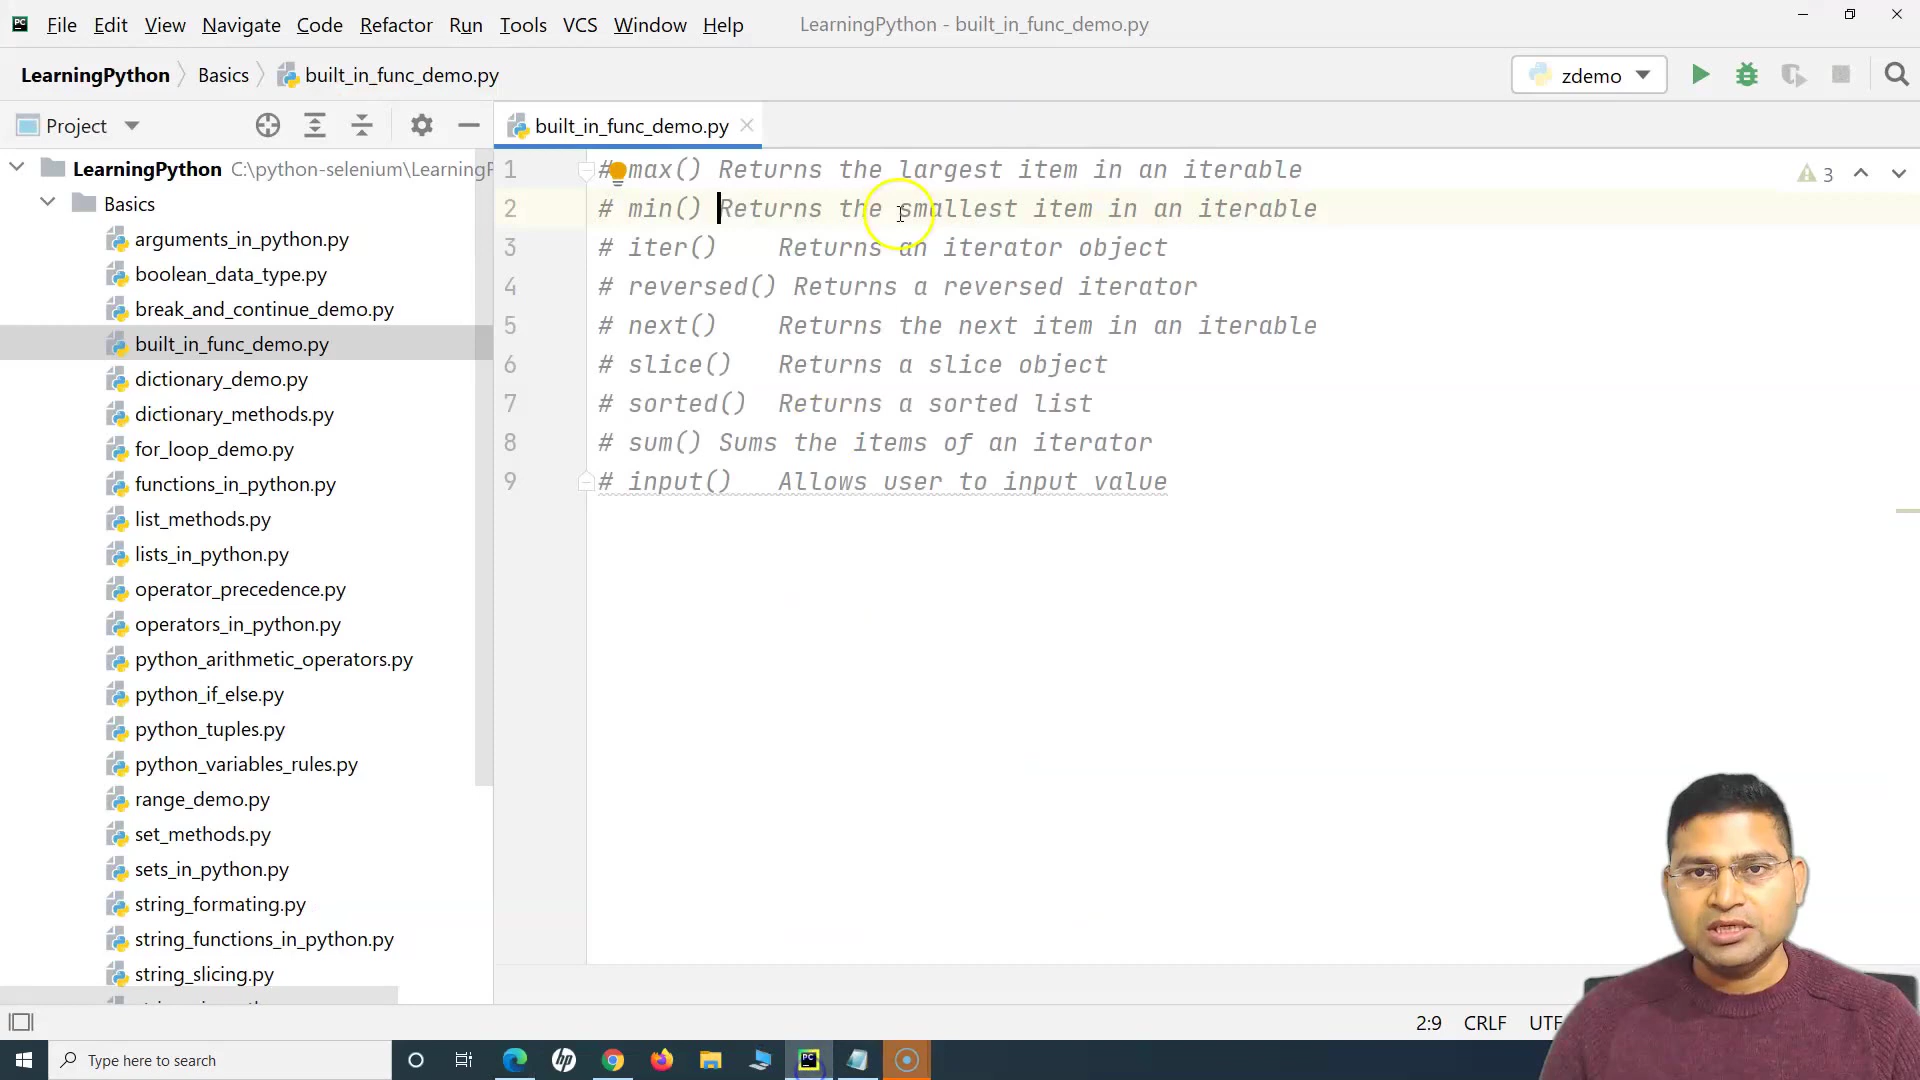 File Edit View Navigate Code Refactor Run Tools VCS Window Help LearningPython - built_in_func_demo.py
LearningPython Basics built_in_func_demo.py zdemo
Project built_in_func_demo.py
LearningPython C:\python-selenium\LearningP
Basics
arguments_in_python.py
boolean_data_type.py
break_and_continue_demo.py
built_in_func_demo.py
dictionary_demo.py
dictionary_methods.py
for_loop_demo.py
functions_in_python.py
list_methods.py
lists_in_python.py
operator_precedence.py
operators_in_python.py
python_arithmetic_operators.py
python_if_else.py
python_tuples.py
python_variables_rules.py
range_demo.py
set_methods.py
sets_in_python.py
string_formating.py
string_functions_in_python.py
string_slicing.py
1 # max() Returns the largest item in an iterable
2 # min() Returns the smallest item in an iterable
3 # iter() Returns an iterator object
4 # reversed() Returns a reversed iterator
5 # next() Returns the next item in an iterable
6 # slice() Returns a slice object
7 # sorted() Returns a sorted list
8 # sum() Sums the items of an iterator
9 # input() Allows user to input value
3
2:9 CRLF UTF
Type here to search
hp
PC